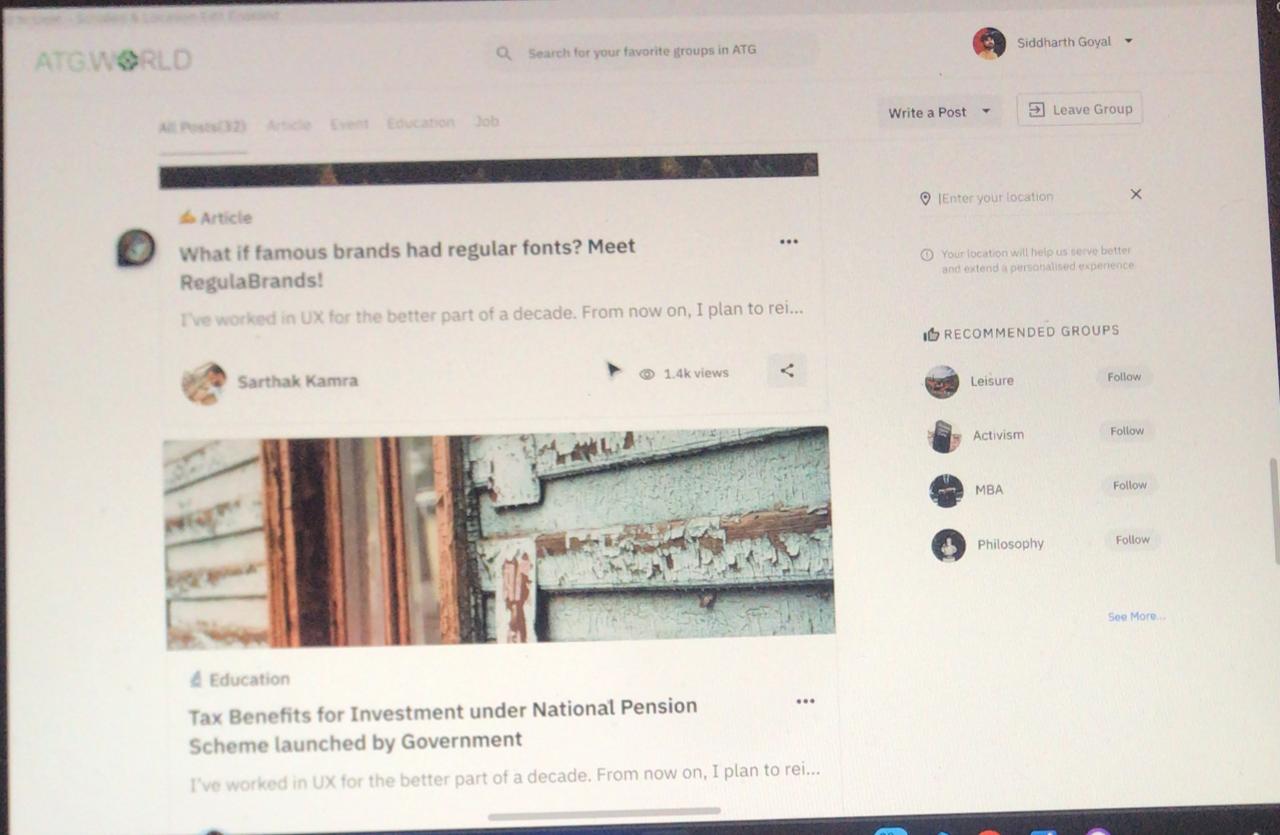 ATG.WORLD
Search for your favorite groups in ATG
Siddharth Goyal
All Posts(32) Article Event Education Job
Write a Post
Leave Group
Article
What if famous brands had regular fonts? Meet
RegulaBrands!
I've worked in UX for the better part of a decade. From now on, I plan to rei...
Sarthak Kamra
1.4k views
Education
Tax Benefits for Investment under National Pension
Scheme launched by Government
I've worked in UX for the better part of a decade. From now on, I plan to rei...
Enter your location
Your location will help us serve better
and extend a personalised experience
RECOMMENDED GROUPS
Leisure Follow
Activism Follow
MBA Follow
Philosophy Follow
See More...